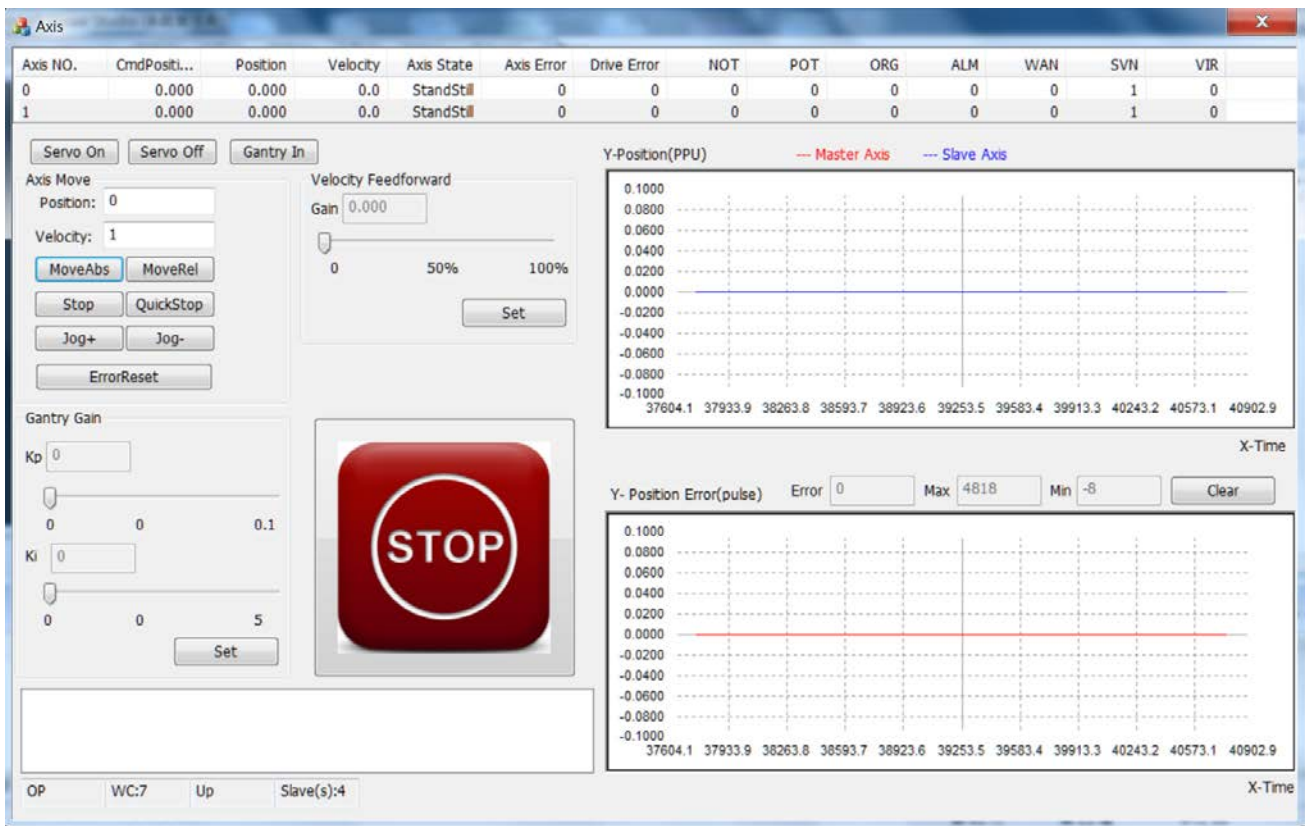 Axis
Axis NO. CmdPositi... Position Velocity Axis State Axis Error Drive Error NOT POT ORG ALM WAN SVN VIR
0 0.000 0.000 0.0 StandStill 0 0 0 0 0 0 0 1 0
1 0.000 0.000 0.0 StandStill 0 0 0 0 0 0 0 1 0
Servo On Servo Off Gantry In
Axis Move
Position: 0
Velocity: 1
MoveAbs MoveRel
Stop QuickStop
Jog+ Jog-
ErrorReset
Velocity Feedforward
Gain 0.000
0 50% 100%
Set
Gantry Gain
Kp 0
0 0 0.1
Ki 0
0 0 5
Set
STOP
Y-Position(PPU) --- Master Axis --- Slave Axis
0.1000
0.0800
0.0600
0.0400
0.0200
0.0000
-0.0200
-0.0400
-0.0600
-0.0800
-0.1000
37604.1 37933.9 38263.8 38593.7 38923.6 39253.5 39583.4 39913.3 40243.2 40573.1 40902.9
X-Time
Y- Position Error(pulse) Error 0 Max 4818 Min -8 Clear
0.1000
0.0800
0.0600
0.0400
0.0200
0.0000
-0.0200
-0.0400
-0.0600
-0.0800
-0.1000
37604.1 37933.9 38263.8 38593.7 38923.6 39253.5 39583.4 39913.3 40243.2 40573.1 40902.9
X-Time
OP WC:7 Up Slave(s):4